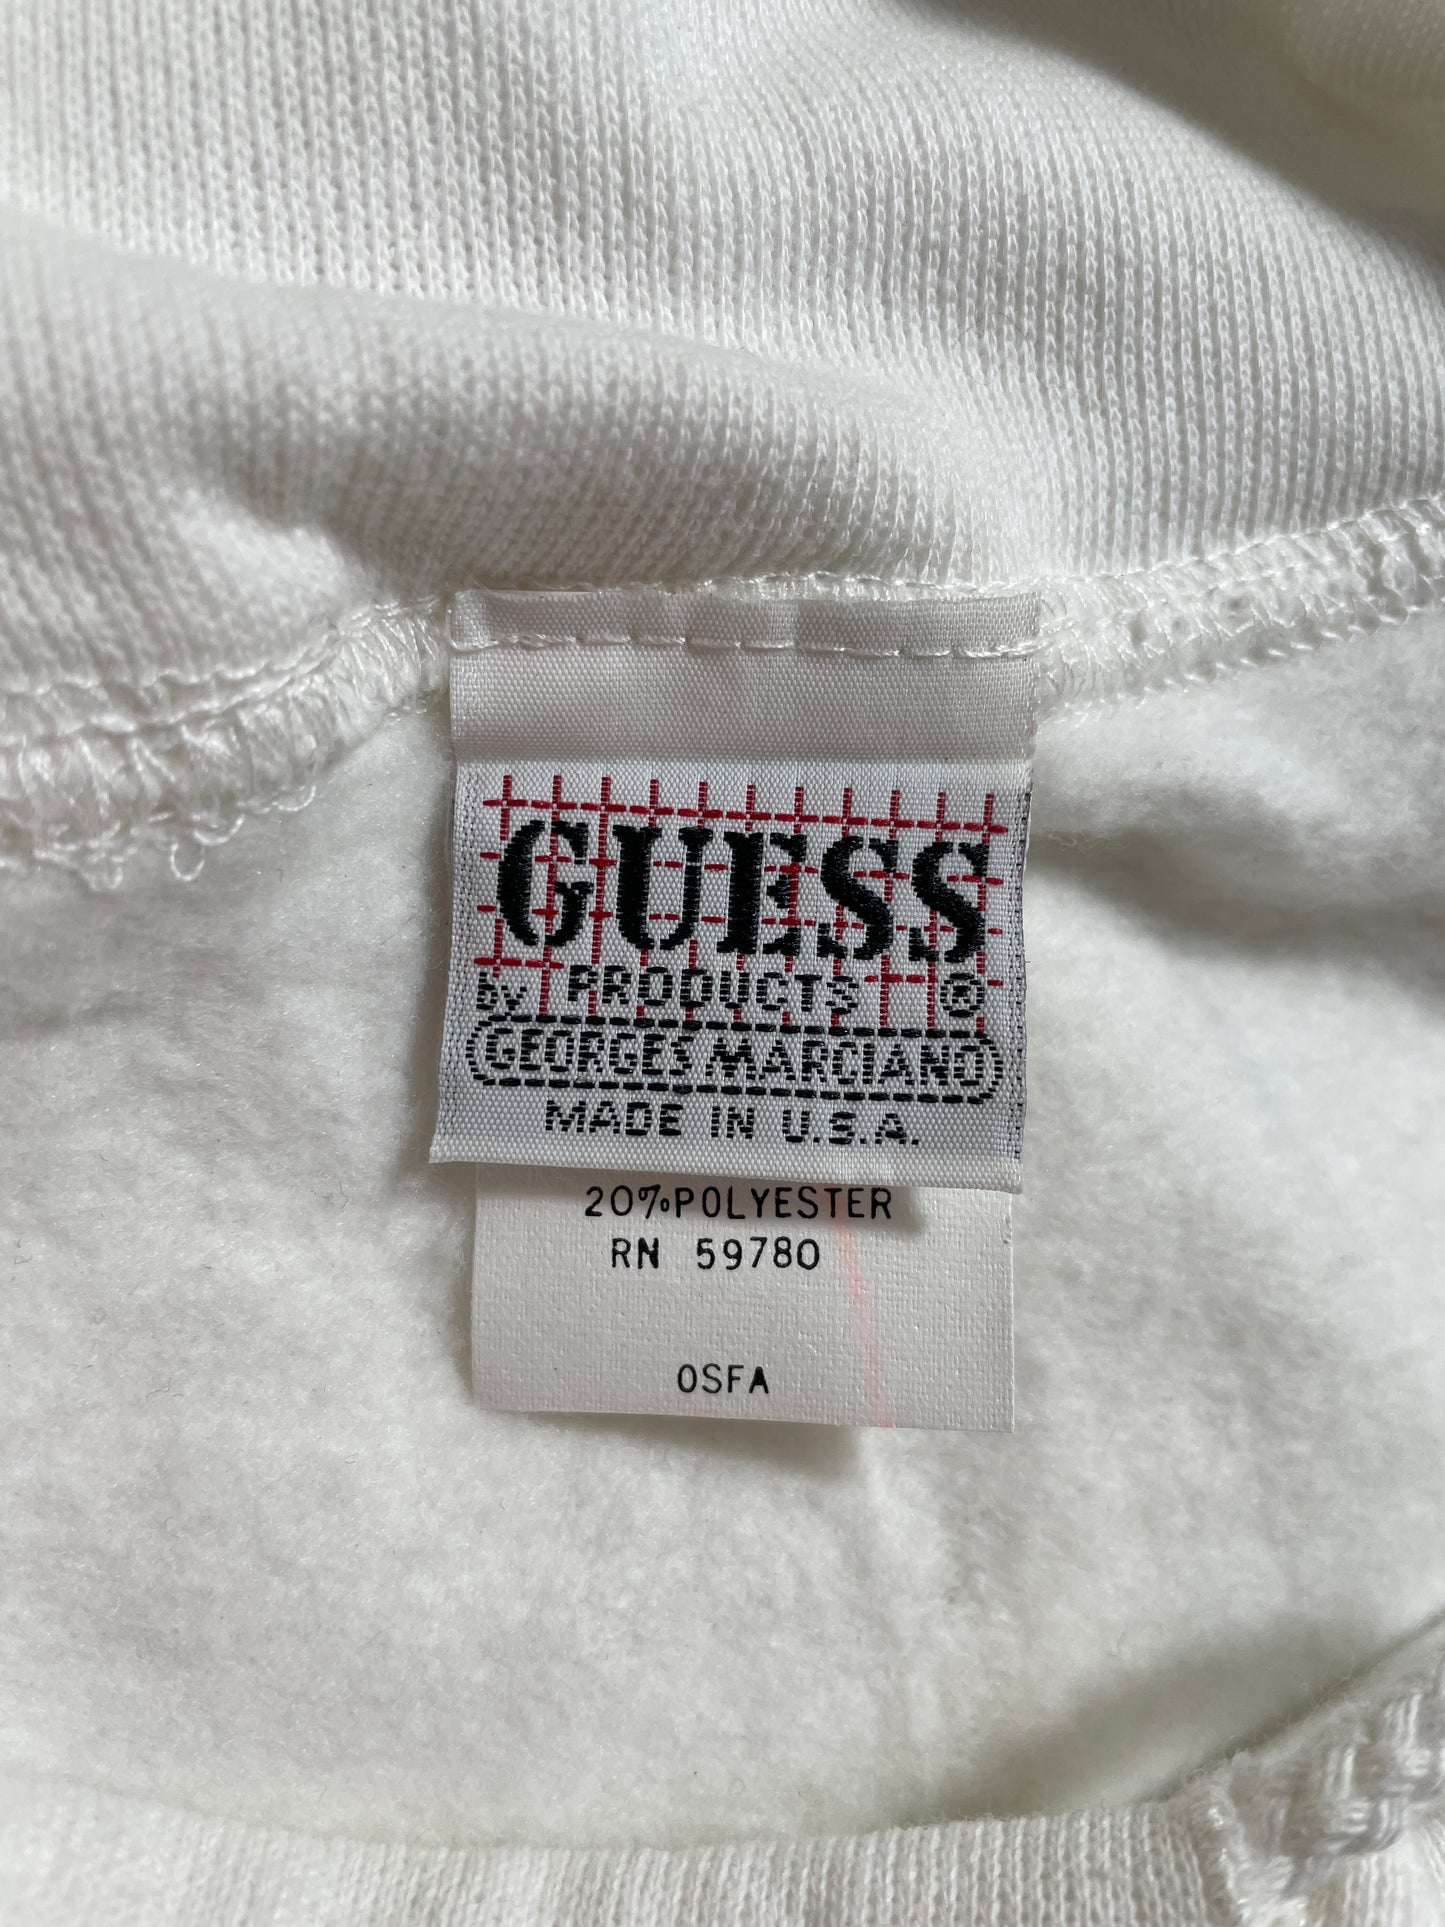 GUESS
by PRODUCTS ®
GEORGES MARCIANO
MADE IN U.S.A.
20% POLYESTER
RN 59780
OSFA